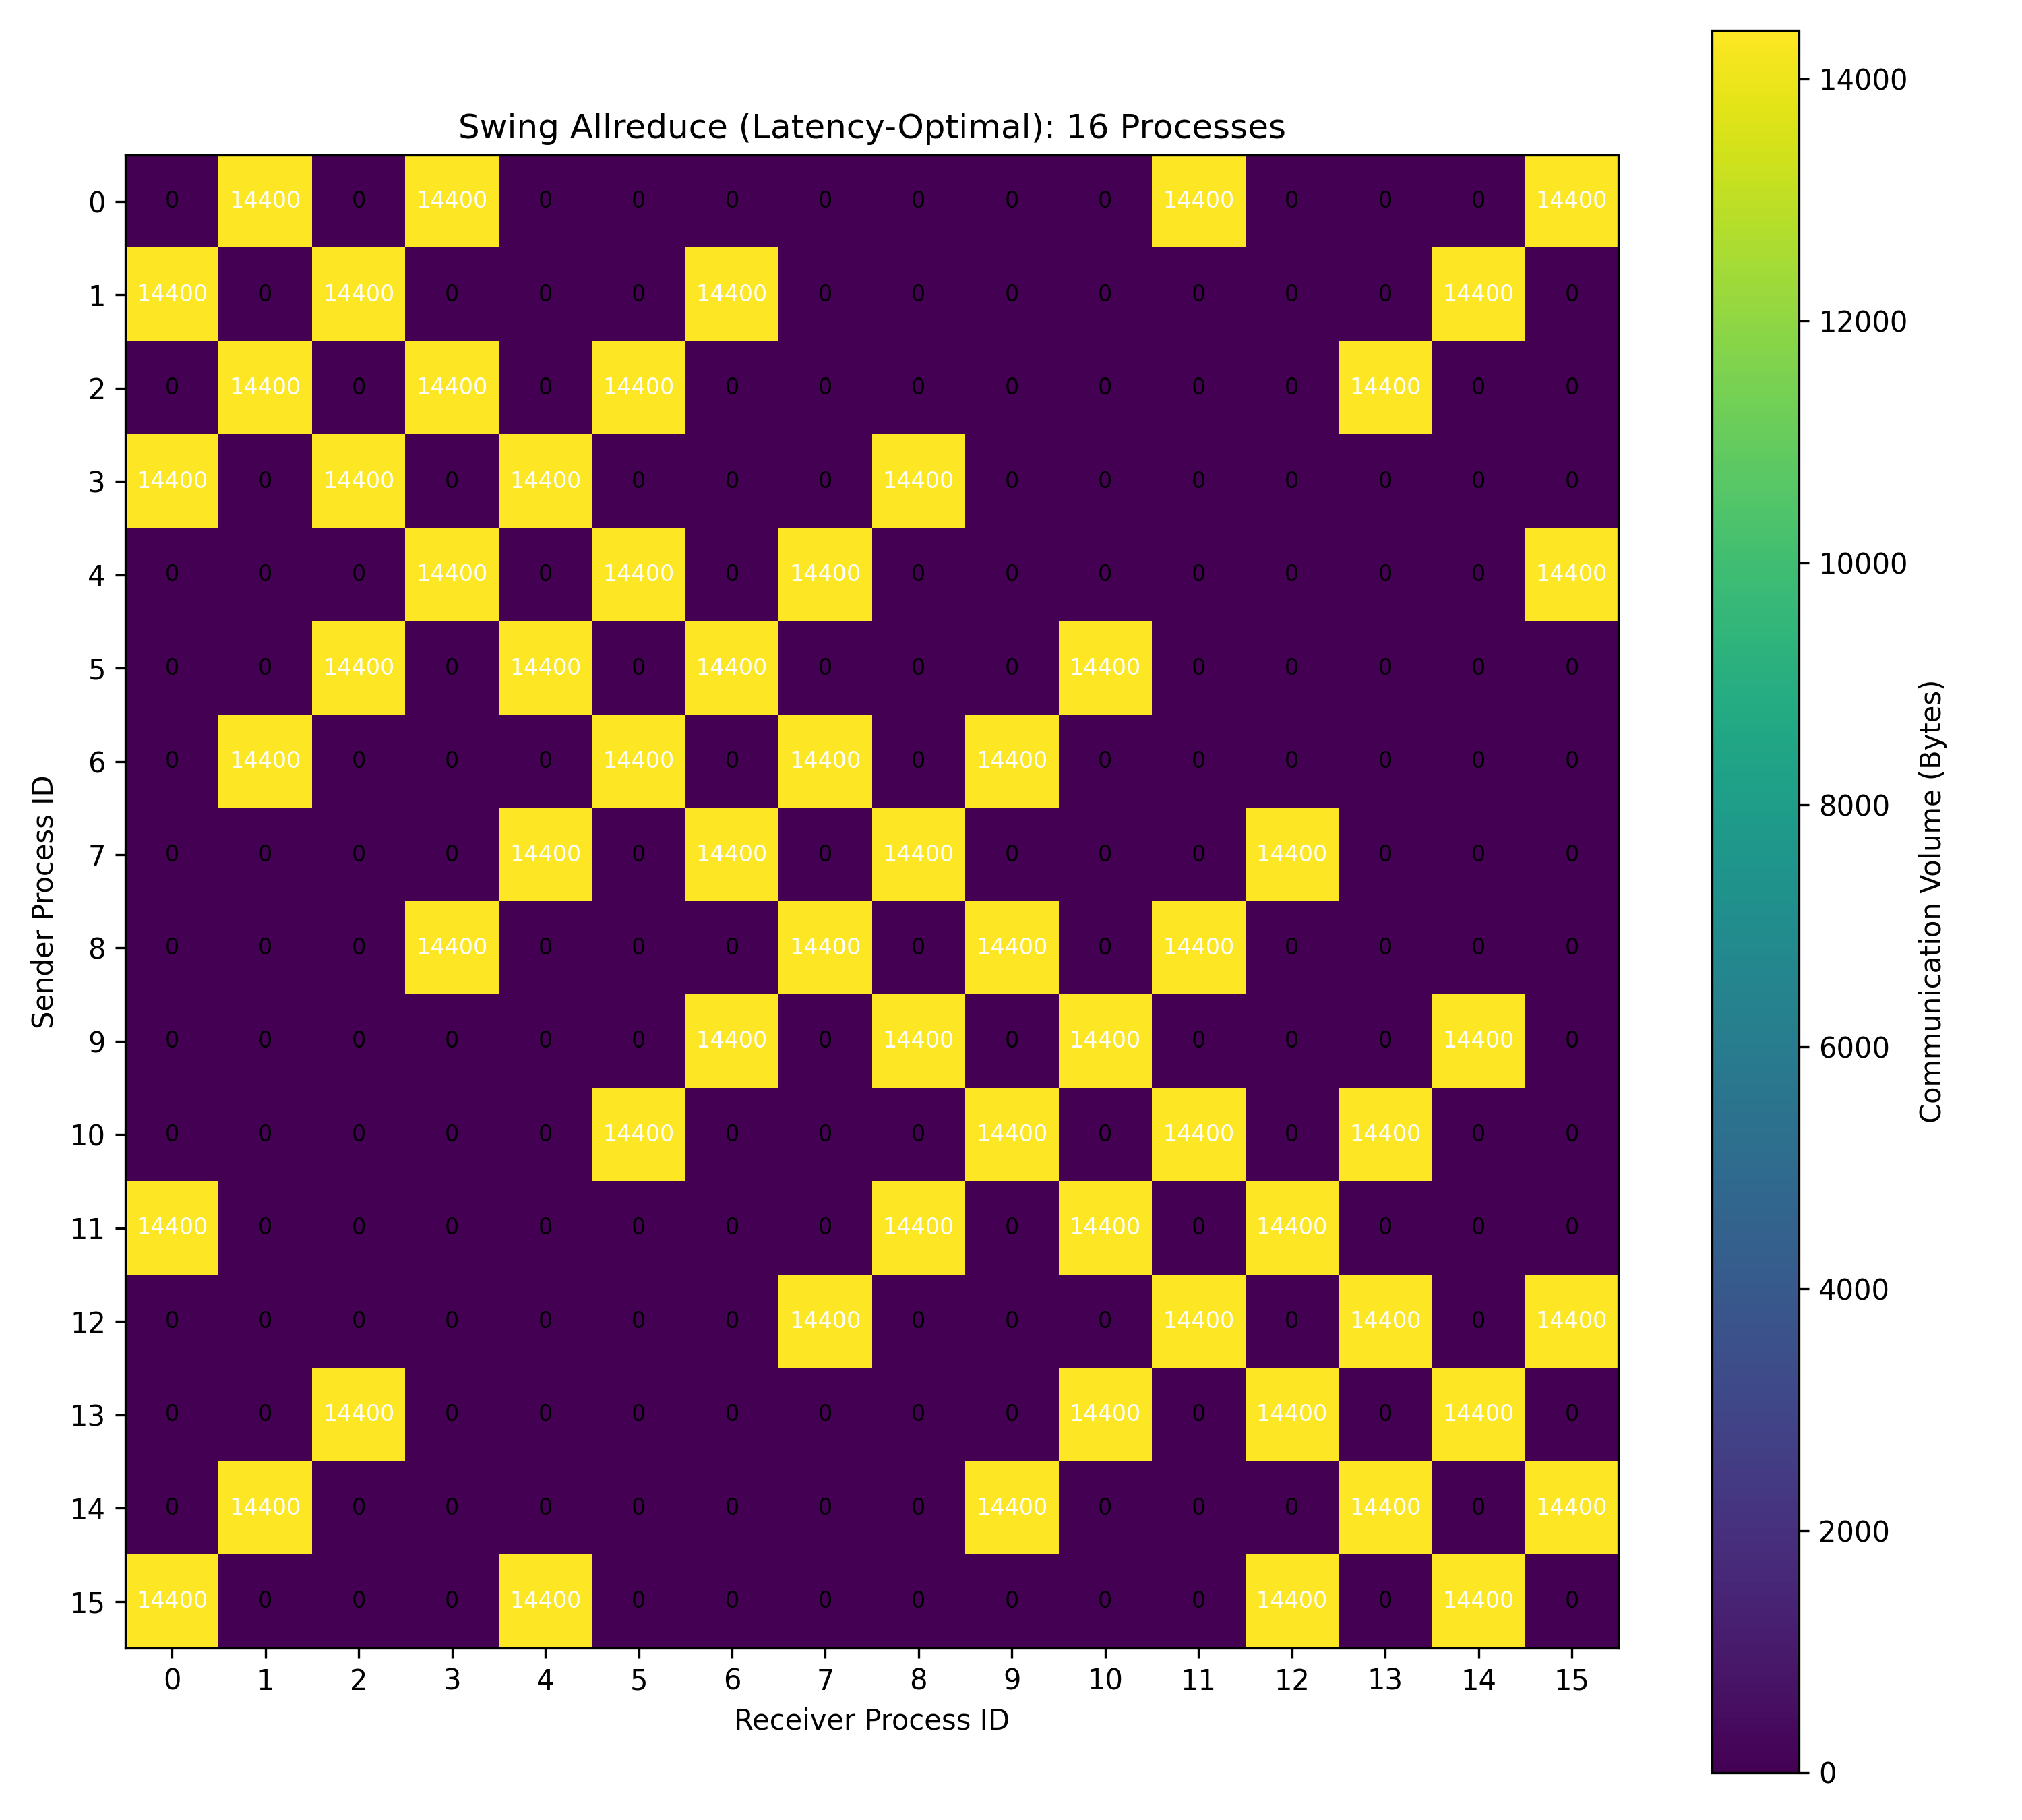 Swing Allreduce (Latency-Optimal): 16 Processes
0 0 14400 0 14400 0 0 0 0 0 0 0 14400 0 0 0 14400
1 14400 0 14400 0 0 0 14400 0 0 0 0 0 0 0 14400 0
2 0 14400 0 14400 0 14400 0 0 0 0 0 0 0 14400 0 0
3 14400 0 14400 0 14400 0 0 0 14400 0 0 0 0 0 0 0
4 0 0 0 14400 0 14400 0 14400 0 0 0 0 0 0 0 14400
5 0 0 14400 0 14400 0 14400 0 0 0 14400 0 0 0 0 0
6 0 14400 0 0 0 14400 0 14400 0 14400 0 0 0 0 0 0
7 0 0 0 0 14400 0 14400 0 14400 0 0 0 14400 0 0 0
8 0 0 0 14400 0 0 0 14400 0 14400 0 14400 0 0 0 0
9 0 0 0 0 0 0 14400 0 14400 0 14400 0 0 0 14400 0
10 0 0 0 0 0 14400 0 0 0 14400 0 14400 0 14400 0 0
11 14400 0 0 0 0 0 0 0 14400 0 14400 0 14400 0 0 0
12 0 0 0 0 0 0 0 14400 0 0 0 14400 0 14400 0 14400
13 0 0 14400 0 0 0 0 0 0 0 14400 0 14400 0 14400 0
14 0 14400 0 0 0 0 0 0 0 14400 0 0 0 14400 0 14400
15 14400 0 0 0 14400 0 0 0 0 0 0 0 14400 0 14400 0
0 1 2 3 4 5 6 7 8 9 10 11 12 13 14 15
Receiver Process ID
Sender Process ID
14000
12000
10000
8000
6000
4000
2000
0
Communication Volume (Bytes)